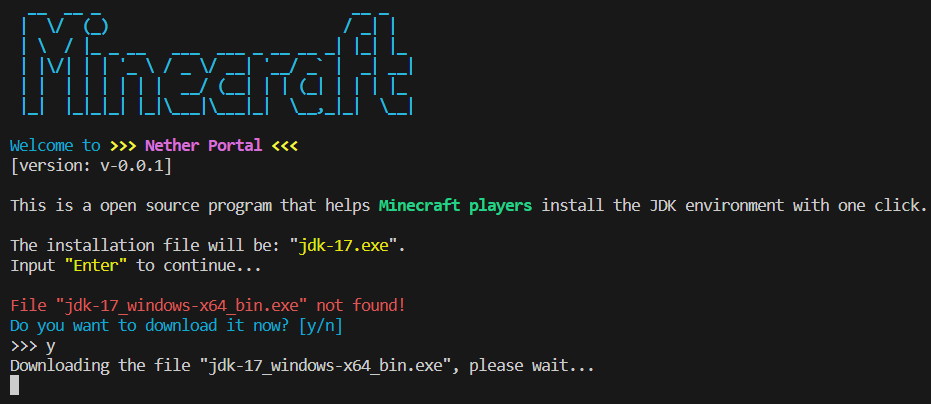 Minecraft
Welcome to >>> Nether Portal <<<
[version: v-0.0.1]
This is a open source program that helps Minecraft players install the JDK environment with one click.
The installation file will be: "jdk-17.exe".
Input "Enter" to continue...
File "jdk-17_windows-x64_bin.exe" not found!
Do you want to download it now? [y/n]
>>> y
Downloading the file "jdk-17_windows-x64_bin.exe", please wait...